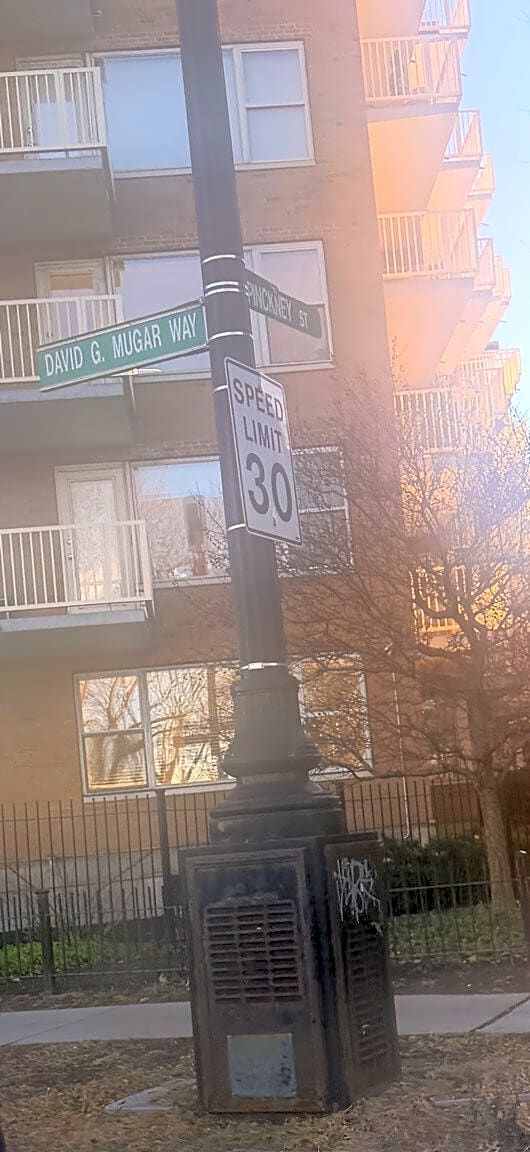 DAVID G. MUGAR WAY
PINCKNEY ST
SPEED
LIMIT
30